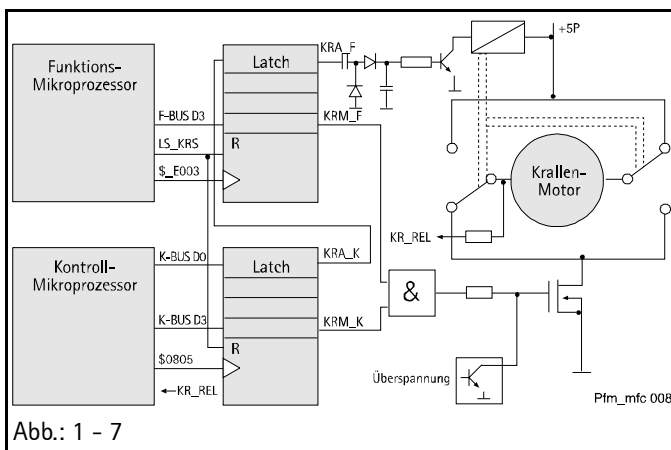 Funktions-
Mikroprozessor
F-BUS D3
LS_KRS
$_E003
Latch
R
KRA_F
KRM_F
+5P
Krallen-
Motor
KR_REL
Kontroll-
Mikroprozessor
K-BUS D0
K-BUS D3
$0805
KR_REL
Latch
R
KRA_K
KRM_K
&
Überspannung
Pfm_mfc 008
Abb.: 1 - 7